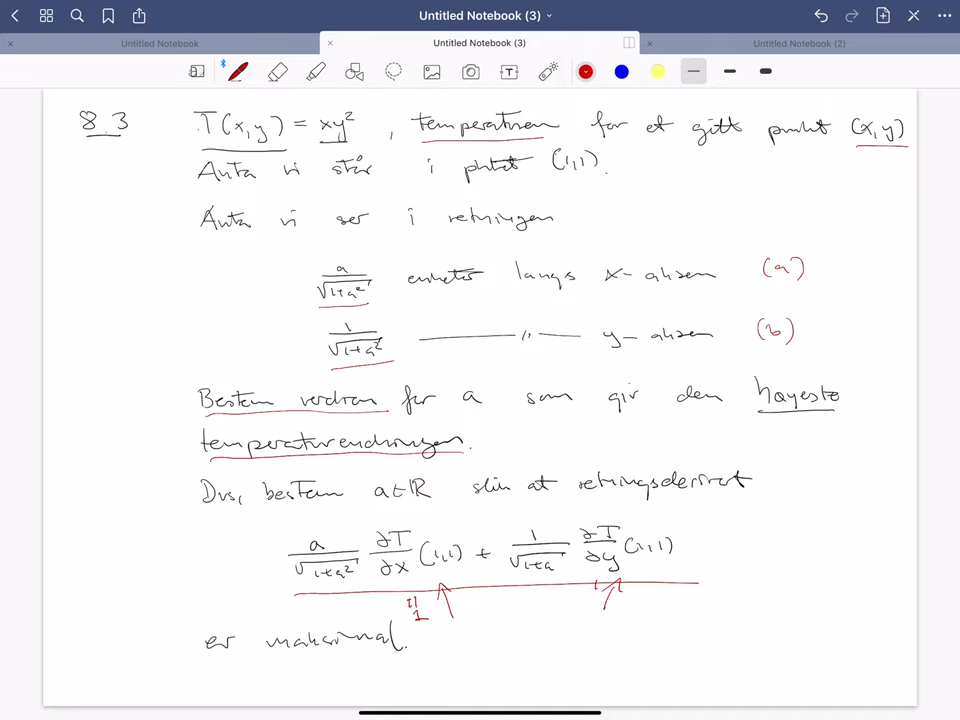 Untitled Notebook (3)
Untitled Notebook
Untitled Notebook (3)
Untitled Notebook (2)
8.3 T(x,y) = xy², temperaturen for et gitt punkt (x,y)
Anta vi står i pktet (1,1).
Anta vi ser i retningen
a/√(1+a²) enheter langs x-aksen (a)
1/√(1+a²) ——— " ——— y-aksen (b)
Bestem verdien for a som gir den høyeste
temperaturendringen.
Dvs, bestem a∈ℝ slik at retningsderivert
a/√(1+a²) ∂T/∂x (1,1) + 1/√(1+a) ∂T/∂y (1,1)
" 1
er maksimal.